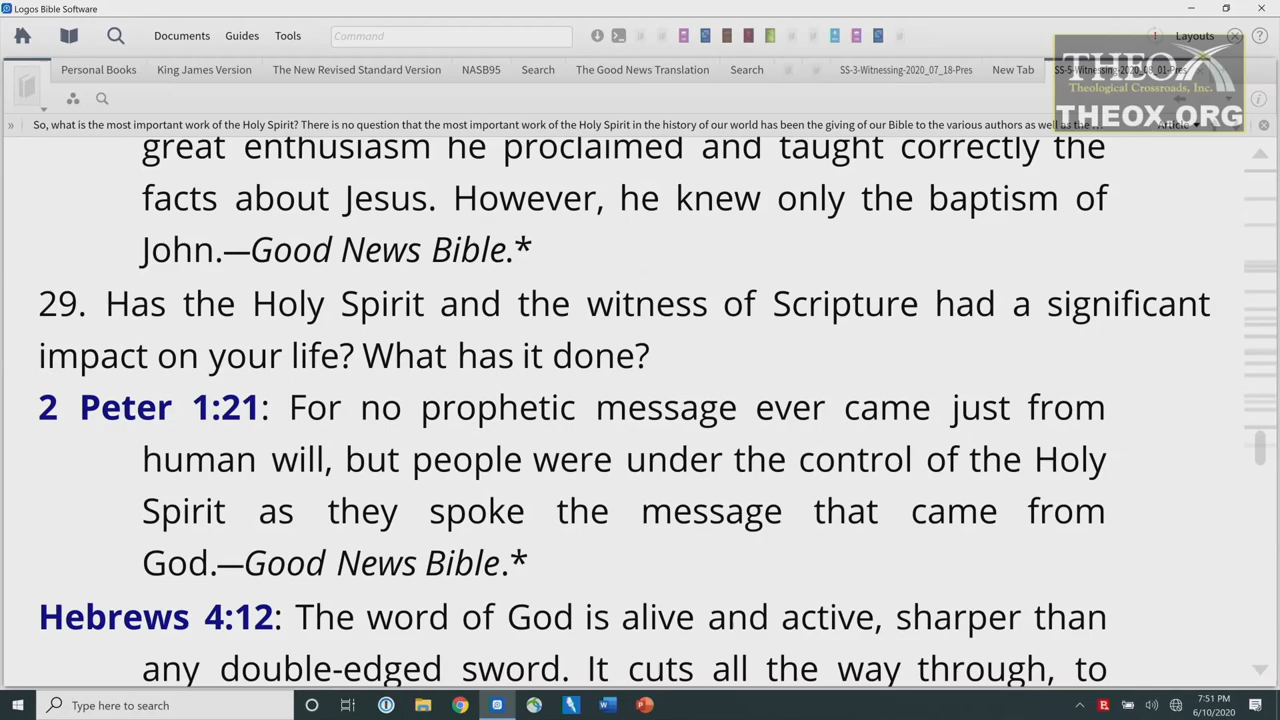 Logos Bible Software
Documents Guides Tools Command Layouts
Personal Books King James Version The New Revised Standard Version NASB95 Search The Good News Translation Search SS-3-Witnessing-2020_07_18-Pres New Tab SS-5-Witnessing-2020_08_01-Pres
THEO
Theological Crossroads, Inc.
THEOX.ORG
» So, what is the most important work of the Holy Spirit? There is no question that the most important work of the Holy Spirit in the history of our world has been the giving of our Bible to the various authors as well as the ... Article
great enthusiasm he proclaimed and taught correctly the
facts about Jesus. However, he knew only the baptism of
John.—Good News Bible.*
29. Has the Holy Spirit and the witness of Scripture had a significant
impact on your life? What has it done?
2 Peter 1:21: For no prophetic message ever came just from
human will, but people were under the control of the Holy
Spirit as they spoke the message that came from
God.—Good News Bible.*
Hebrews 4:12: The word of God is alive and active, sharper than
any double-edged sword. It cuts all the way through, to
Type here to search
7:51 PM
6/10/2020